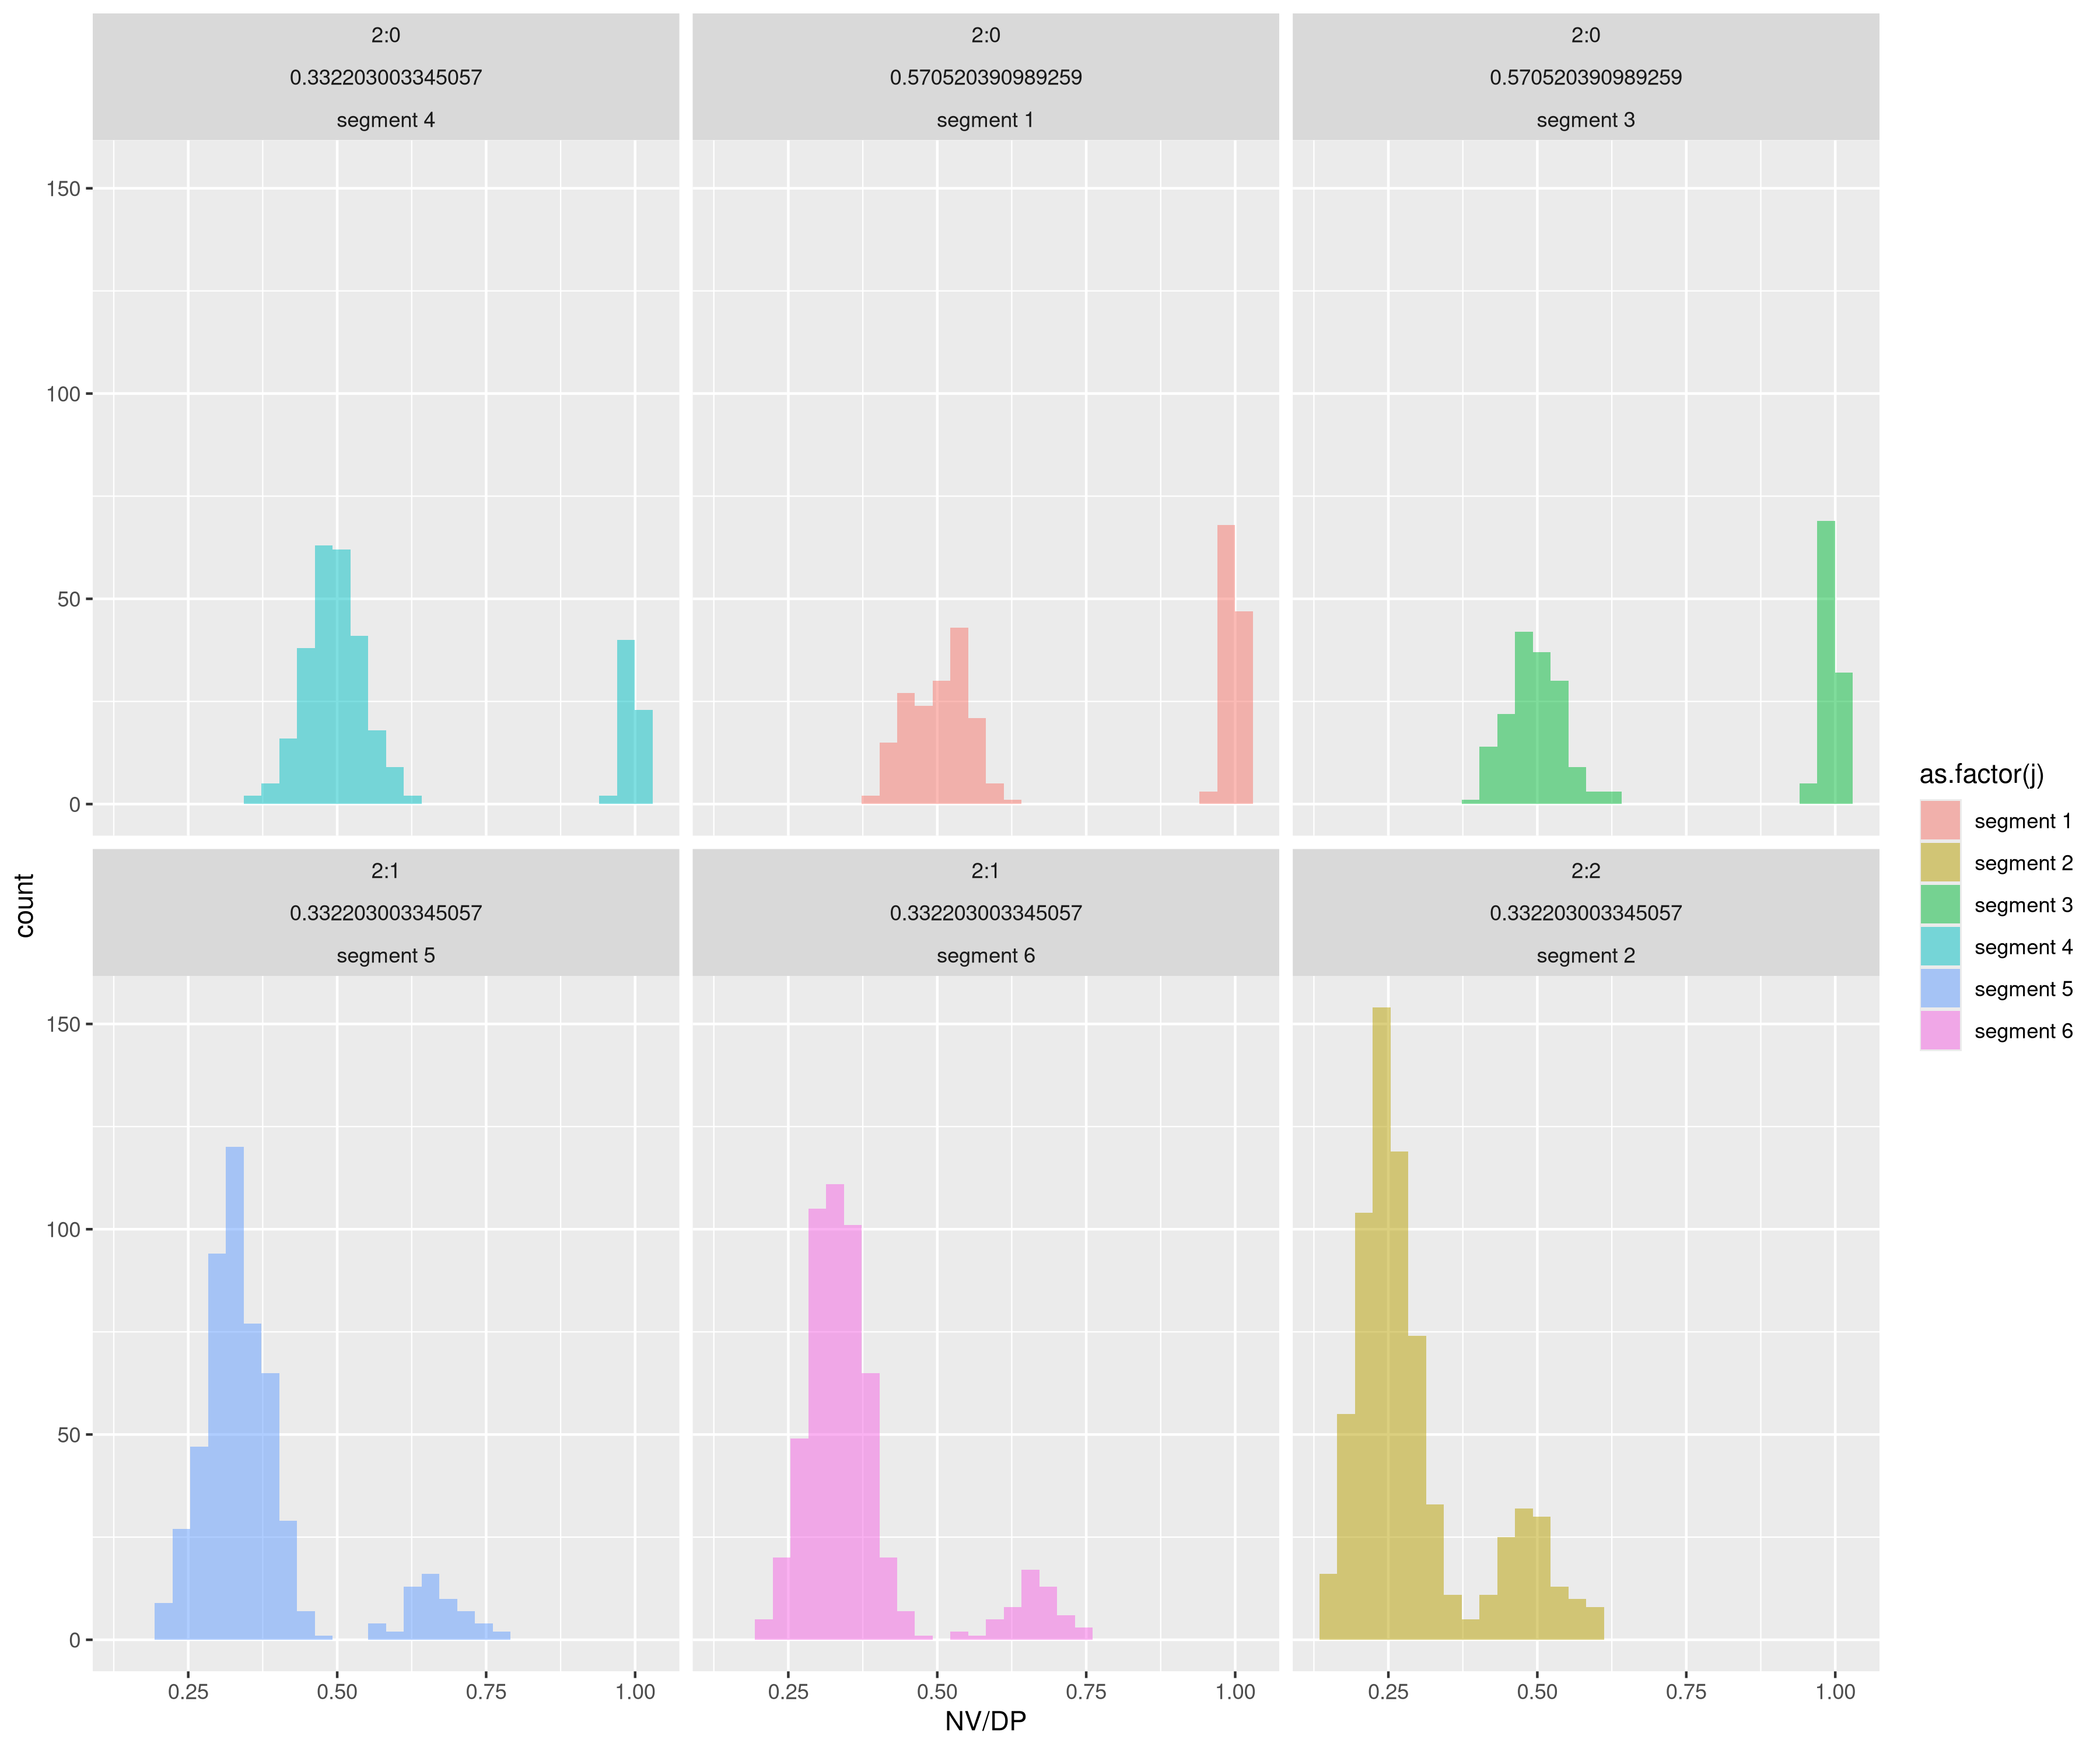 2:0
0.332203003345057
segment 4
2:0
0.570520390989259
segment 1
2:0
0.570520390989259
segment 3
150
100
50
0
2:1
0.332203003345057
segment 5
2:1
0.332203003345057
segment 6
2:2
0.332203003345057
segment 2
150
100
50
0
0.25 0.50 0.75 1.00
0.25 0.50 0.75 1.00
0.25 0.50 0.75 1.00
NV/DP
count
as.factor(j)
segment 1
segment 2
segment 3
segment 4
segment 5
segment 6